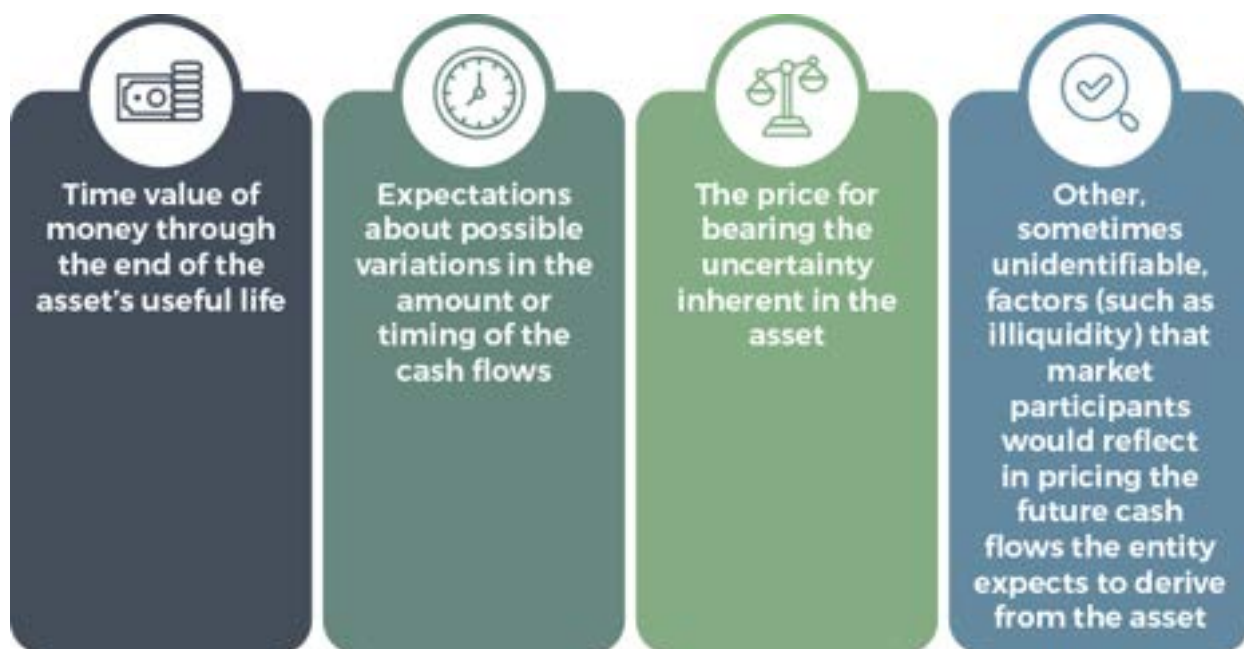 Time value of
money through
the end of the
asset's useful life
Expectations
about possible
variations in the
amount or
timing of the
cash flows
The price for
bearing the
uncertainty
inherent in the
asset
Other,
sometimes
unidentifiable,
factors (such as
illiquidity) that
market
participants
would reflect
in pricing the
future cash
flows the entity
expects to derive
from the asset